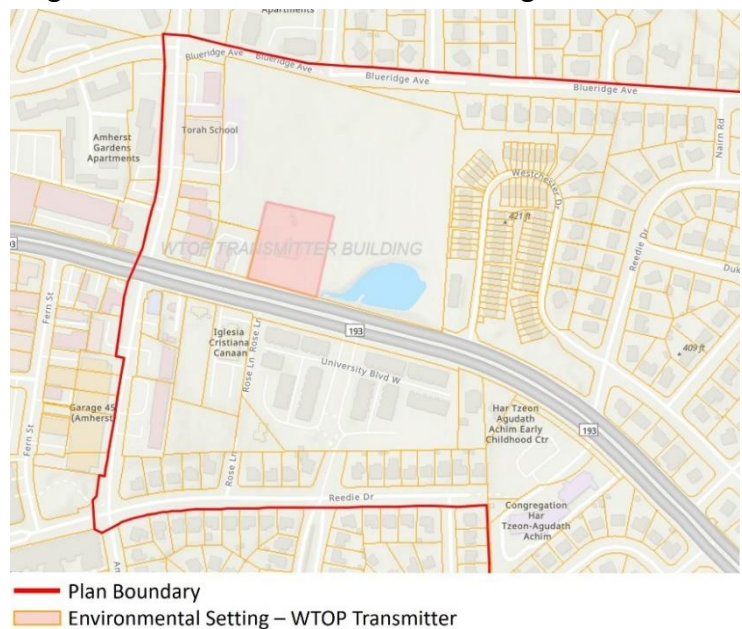 Apartments
Blueridge Ave
Blueridge Ave
Blueridge Ave
Blueridge Ave
Nairn Rd
Torah School
Amherst
Gardens
Apartments
Westchester Dr
421 ft
Reedie Dr
WTOP TRANSMITTER BUILDING
93
Duk
Fern St
193
Iglesia
Cristiana
Canaan
Rose Ln
Rose Ln
University Blvd W
409 ft
Garage 45
(Amherst)
Har Tzeon
Agudath
Achim Early
Childhood Ctr
193
Fern St
Rose Ln
Reedie Dr
Congregation
Har
Tzeon-Agudath
Achim
Plan Boundary
Environmental Setting – WTOP Transmitter